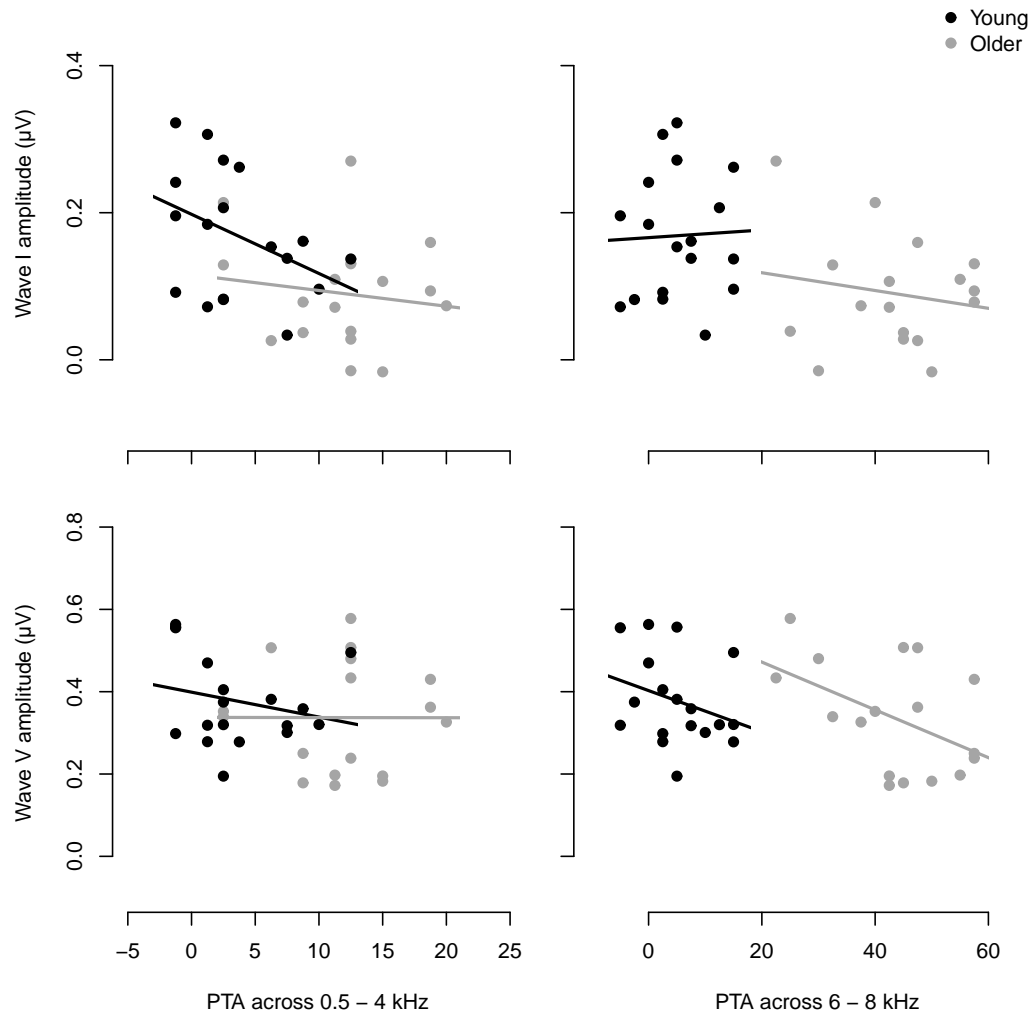 Young
Older
Wave I amplitude (µV)
0.4
0.2
0.0
Wave V amplitude (µV)
0.8
0.6
0.4
0.2
0.0
−5 0 5 10 15 20 25
0 20 40 60
PTA across 0.5 − 4 kHz
PTA across 6 − 8 kHz